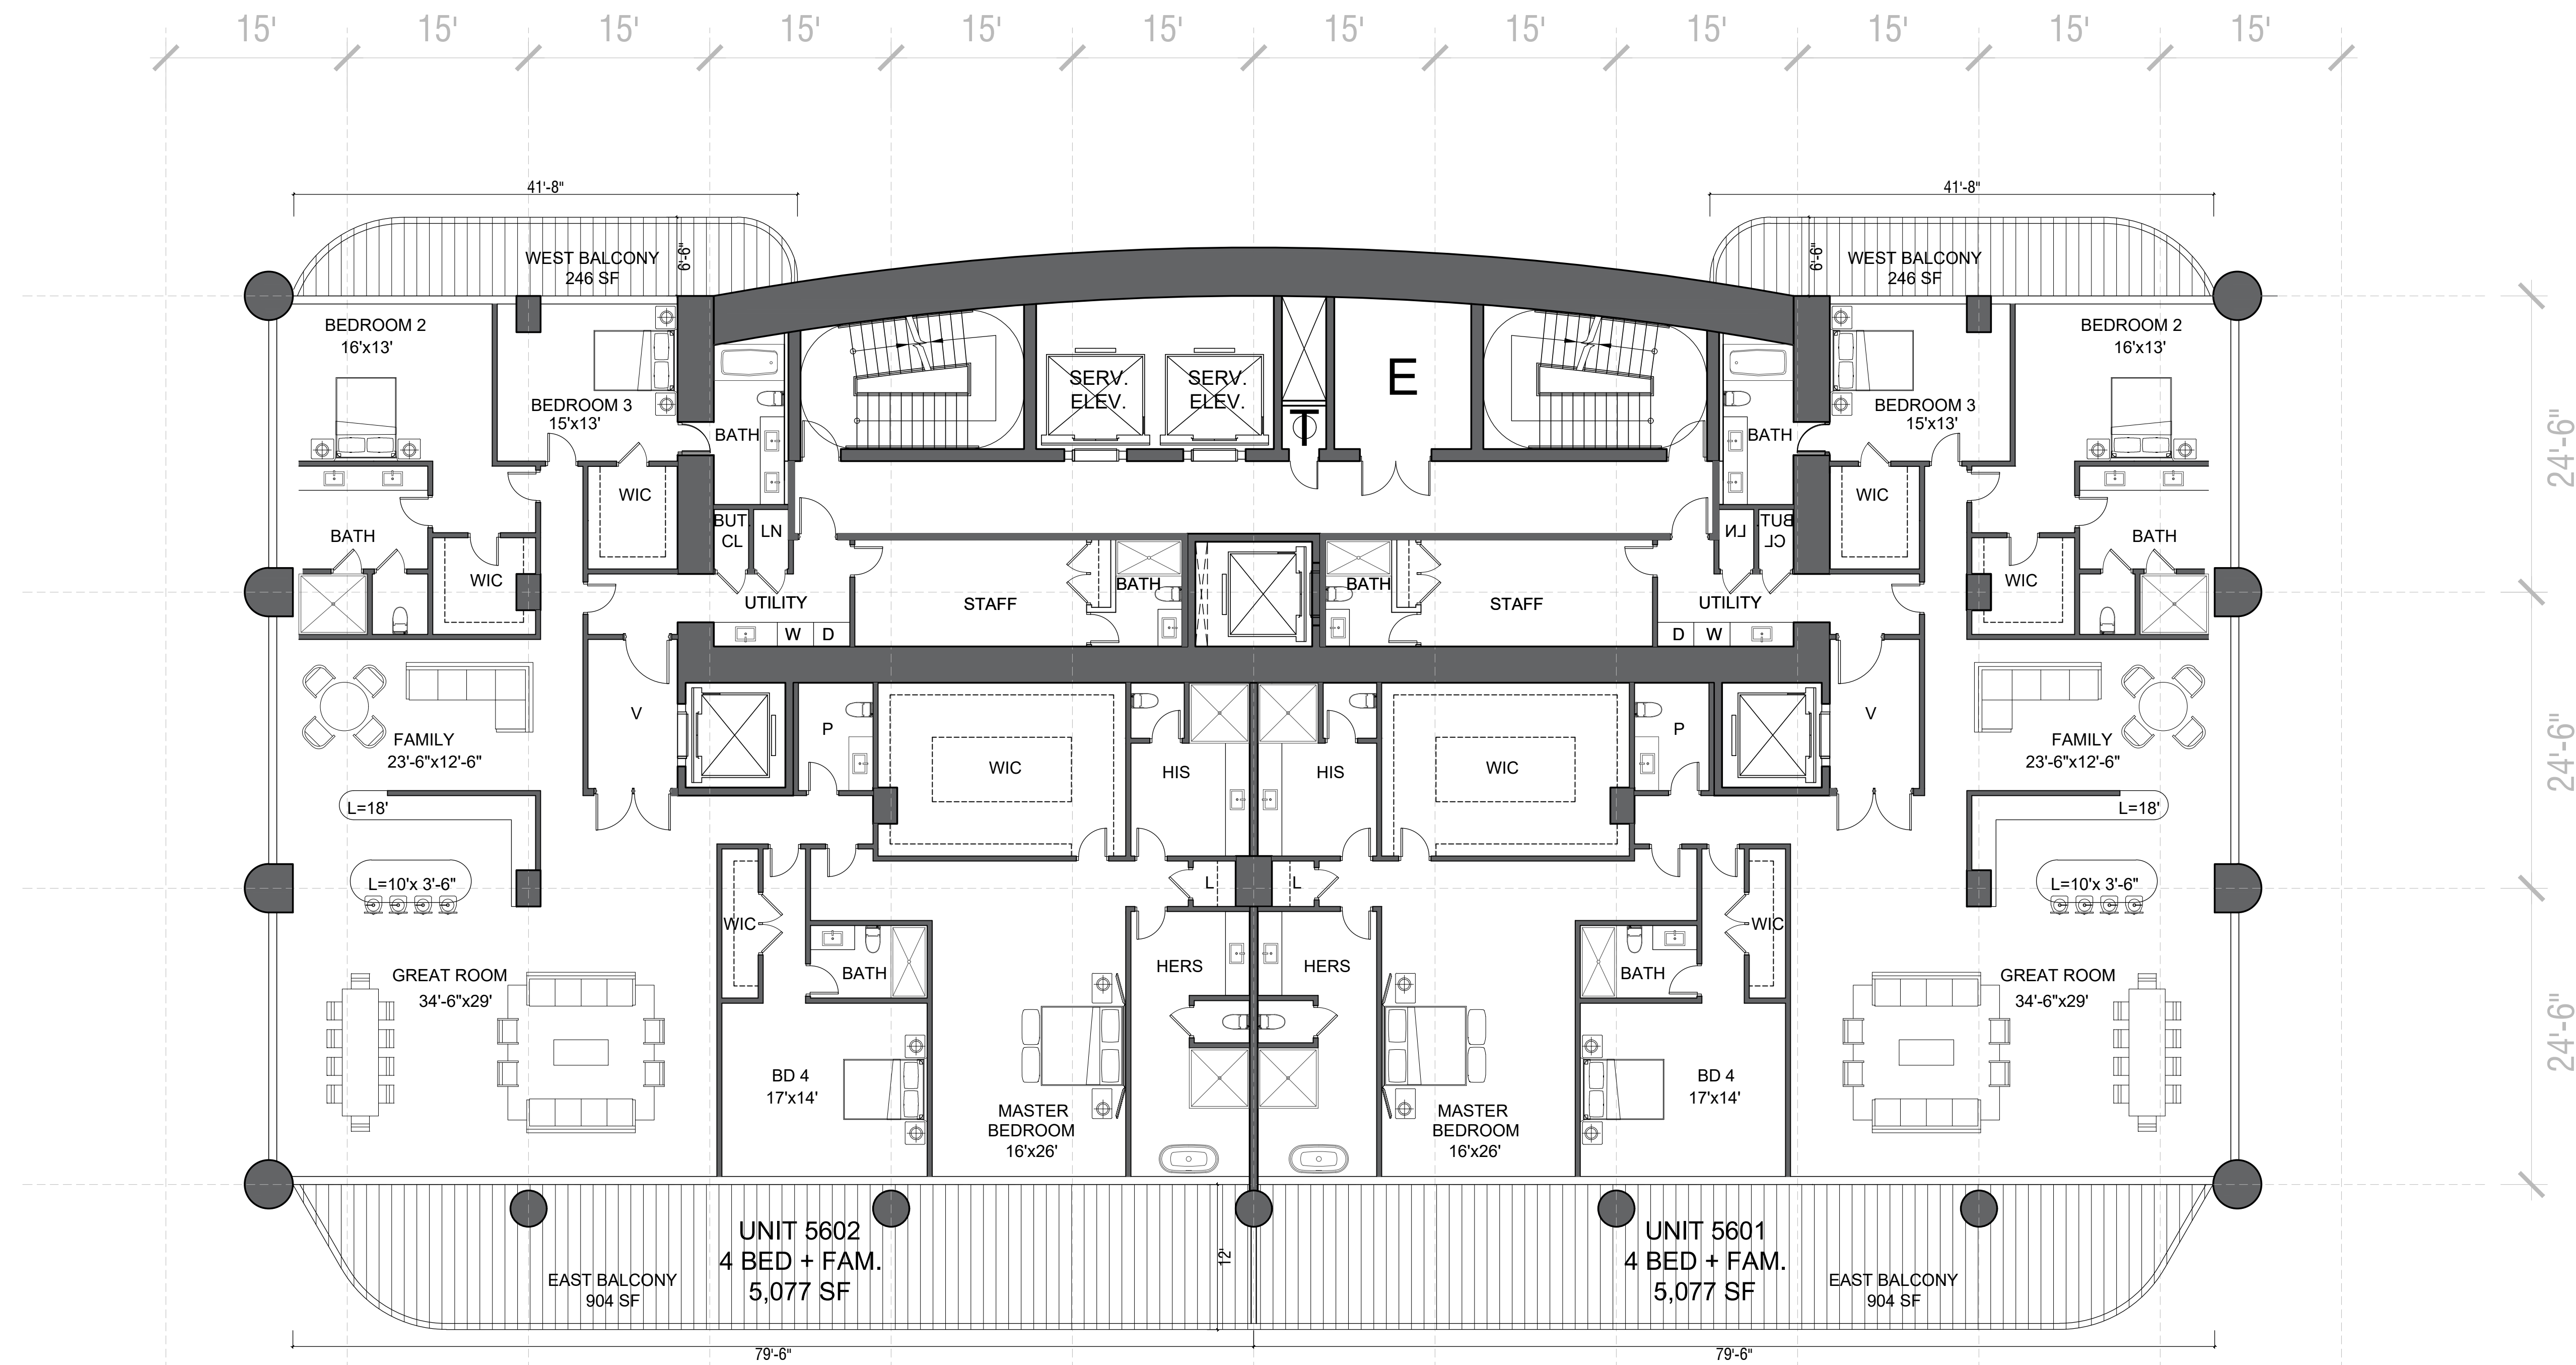 15' 15' 15' 15' 15' 15' 15' 15' 15' 15' 15' 15'
41'-8" 41'-8"
WEST BALCONY
246 SF
6'-6"
6'-6"
WEST BALCONY
246 SF
BEDROOM 2
16'x13'
BEDROOM 3
15'x13'
BATH
SERV.
ELEV.
SERV.
ELEV.
T
E
BATH
BEDROOM 3
15'x13'
BEDROOM 2
16'x13'
24'-6"
WIC
BUT.
CL
LN
LN
BUT.
CL
WIC
BATH
WIC
UTILITY
W D
STAFF
BATH
BATH
STAFF
UTILITY
D W
WIC
BATH
FAMILY
23'-6"x12'-6"
V
P
WIC
HIS
HIS
WIC
P
V
FAMILY
23'-6"x12'-6"
24'-6"
L=18'
L=18'
L=10'x 3'-6"
WIC
L
L
WIC
L=10'x 3'-6"
GREAT ROOM
34'-6"x29'
BATH
HERS
HERS
BATH
GREAT ROOM
34'-6"x29'
24'-6"
BD 4
17'x14'
MASTER
BEDROOM
16'x26'
MASTER
BEDROOM
16'x26'
BD 4
17'x14'
UNIT 5602
4 BED + FAM.
5,077 SF
12'
UNIT 5601
4 BED + FAM.
5,077 SF
EAST BALCONY
904 SF
EAST BALCONY
904 SF
79'-6" 79'-6"